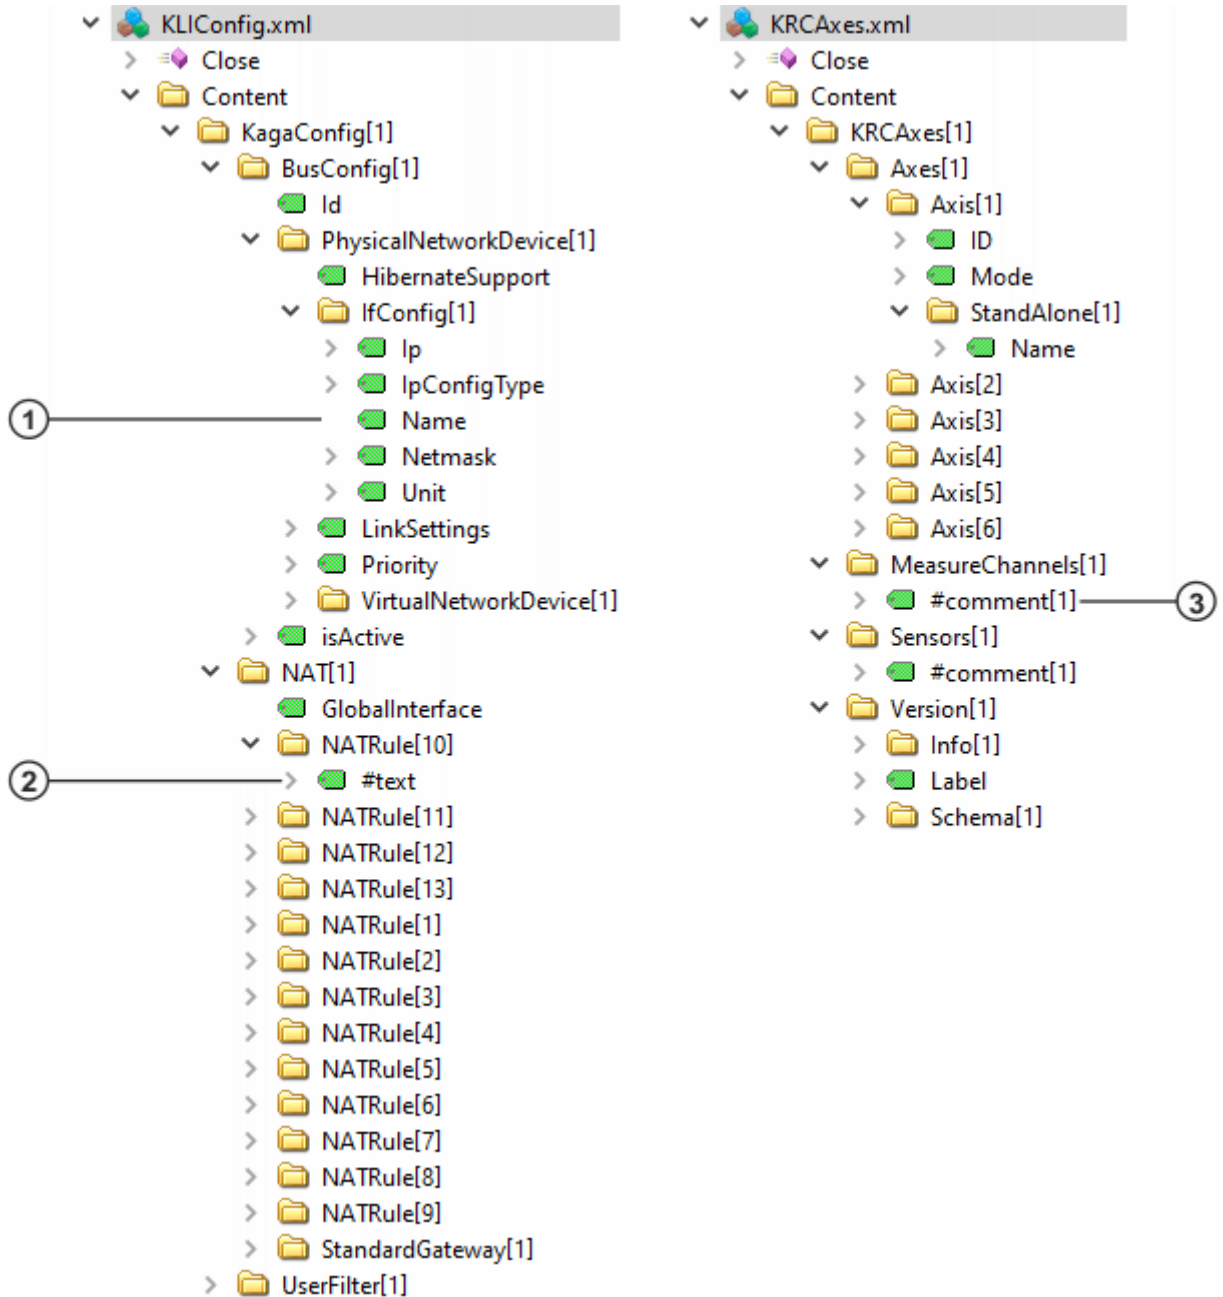 KLIConfig.xml
Close
Content
KagaConfig[1]
BusConfig[1]
Id
PhysicalNetworkDevice[1]
HibernateSupport
IfConfig[1]
Ip
IpConfigType
1
Name
Netmask
Unit
LinkSettings
Priority
VirtualNetworkDevice[1]
isActive
NAT[1]
GlobalInterface
NATRule[10]
2
#text
NATRule[11]
NATRule[12]
NATRule[13]
NATRule[1]
NATRule[2]
NATRule[3]
NATRule[4]
NATRule[5]
NATRule[6]
NATRule[7]
NATRule[8]
NATRule[9]
StandardGateway[1]
UserFilter[1]
KRCAxes.xml
Close
Content
KRCAxes[1]
Axes[1]
Axis[1]
ID
Mode
StandAlone[1]
Name
Axis[2]
Axis[3]
Axis[4]
Axis[5]
Axis[6]
MeasureChannels[1]
#comment[1]
3
Sensors[1]
#comment[1]
Version[1]
Info[1]
Label
Schema[1]